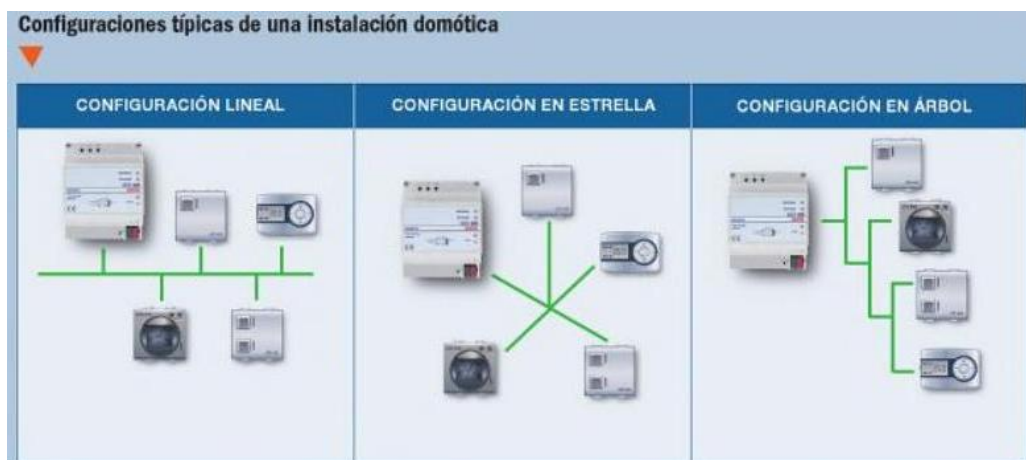 Configuraciones típicas de una instalación domótica
CONFIGURACIÓN LINEAL
CONFIGURACIÓN EN ESTRELLA
CONFIGURACIÓN EN ÁRBOL